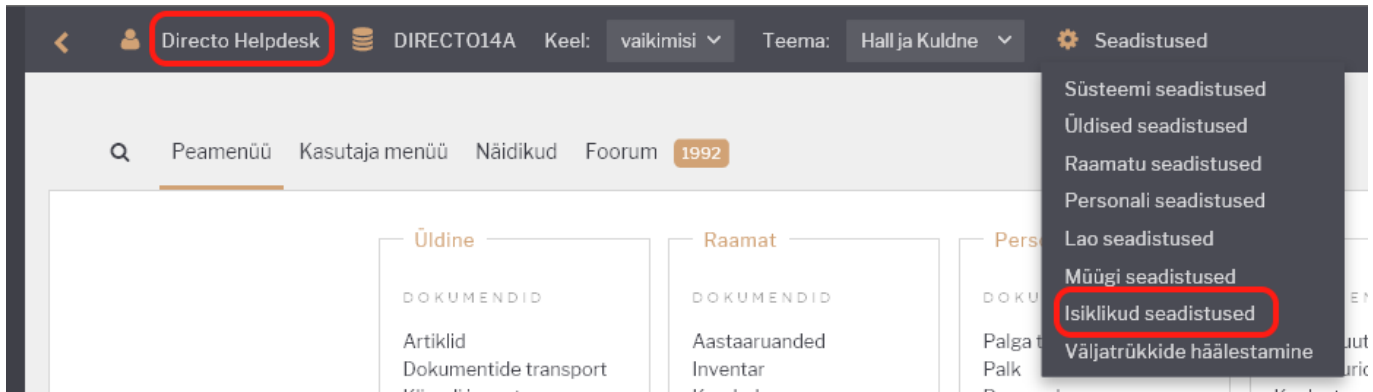 Directo Helpdesk DIRECTO14A Keel: vaikimisi Teema: Hall ja Kuldne Seadistused
Süsteemi seadistused
Üldised seadistused
Raamatu seadistused
Personali seadistused
Lao seadistused
Müügi seadistused
Isiklikud seadistused
Väljatrükkide häälestamine
Peamenüü Kasutaja menüü Näidikud Foorum 1992
Üldine
DOKUMENDID
Artiklid
Dokumentide transport
Raamat
DOKUMENDID
Aastaaruanded
Inventar
Pers
DOKU
Palga t
Palk